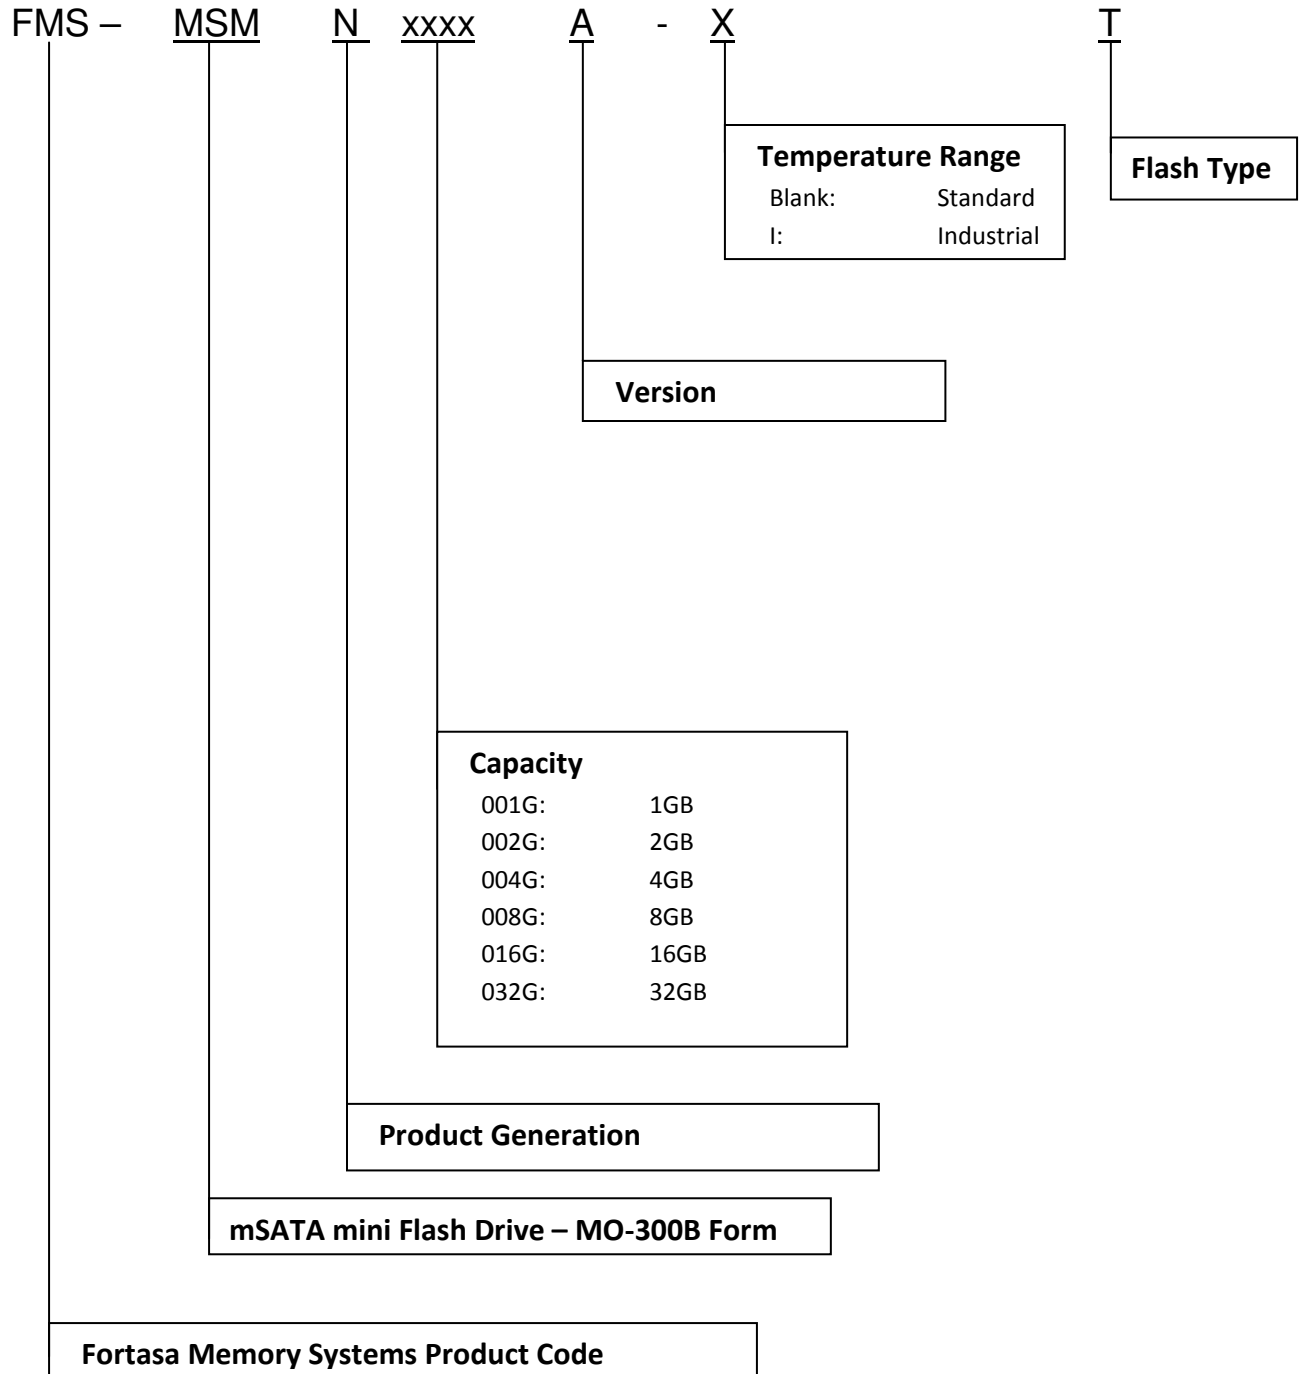 FMS – MSM N xxxx A - X T
Temperature Range
Blank: Standard
I: Industrial
Flash Type
Version
Capacity
001G: 1GB
002G: 2GB
004G: 4GB
008G: 8GB
016G: 16GB
032G: 32GB
Product Generation
mSATA mini Flash Drive – MO-300B Form
Fortasa Memory Systems Product Code